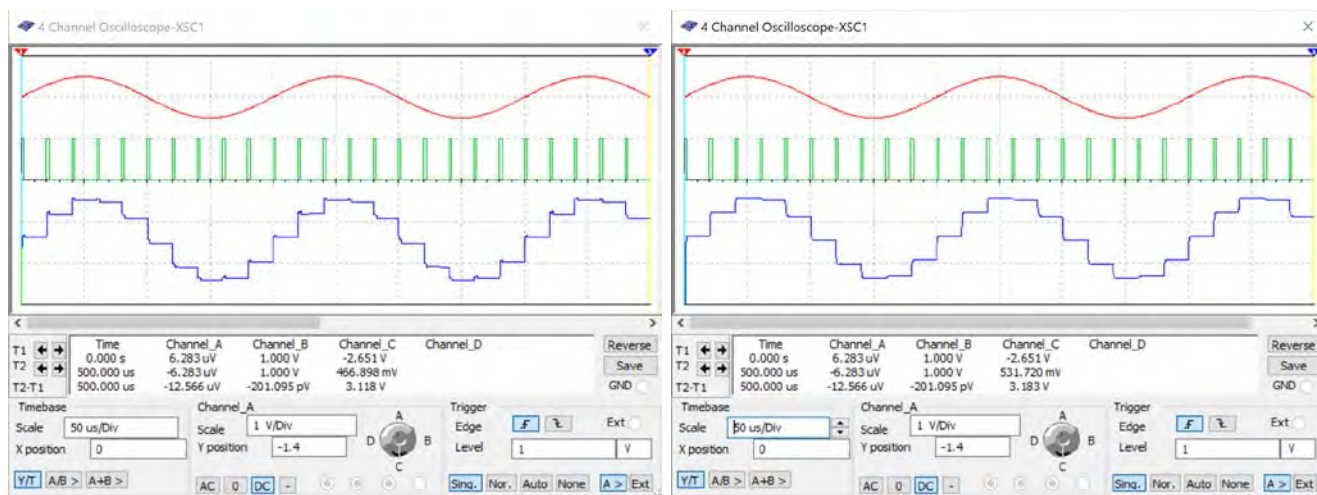 4 Channel Oscilloscope-XSC1
Time Channel_A Channel_B Channel_C Channel_D
T1 0.000 s 6.283 uV 1.000 V -2.651 V
T2 500.000 us -6.283 uV 1.000 V 466.898 mV
T2-T1 500.000 us -12.566 uV -201.095 pV 3.118 V
Reverse
Save
GND
Timebase
Scale 50 us/Div
X position 0
Y/T A/B > A+B >
Channel_A
Scale 1 V/Div
Y position -1.4
AC 0 DC -
A
B
C
D
Trigger
Edge Ext
Level 1 V
Sing. Nor. Auto None A > Ext
4 Channel Oscilloscope-XSC1
Time Channel_A Channel_B Channel_C Channel_D
T1 0.000 s 6.283 uV 1.000 V -2.651 V
T2 500.000 us -6.283 uV 1.000 V 531.720 mV
T2-T1 500.000 us -12.566 uV -201.095 pV 3.183 V
Reverse
Save
GND
Timebase
Scale 50 us/Div
X position 0
Y/T A/B > A+B >
Channel_A
Scale 1 V/Div
Y position -1.4
AC 0 DC -
A
B
C
D
Trigger
Edge Ext
Level 1 V
Sing. Nor. Auto None A > Ext